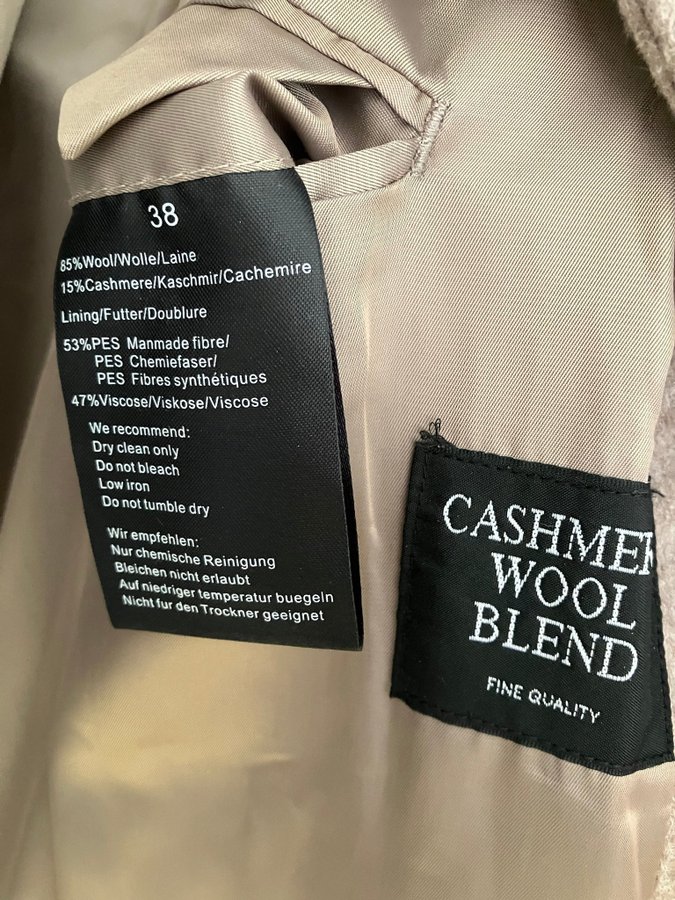 38
85%Wool/Wolle/Laine
15%Cashmere/Kaschmir/Cachemire
Lining/Futter/Doublure
53%PES Manmade fibre/
PES Chemiefaser/
PES Fibres synthétiques
47%Viscose/Viskose/Viscose
We recommend:
Dry clean only
Do not bleach
Low iron
Do not tumble dry
Wir empfehlen:
Nur chemische Reinigung
Bleichen nicht erlaubt
Auf niedriger temperatur buegeln
Nicht fur den Trockner geeignet
CASHMER
WOOL
BLEND
FINE QUALITY